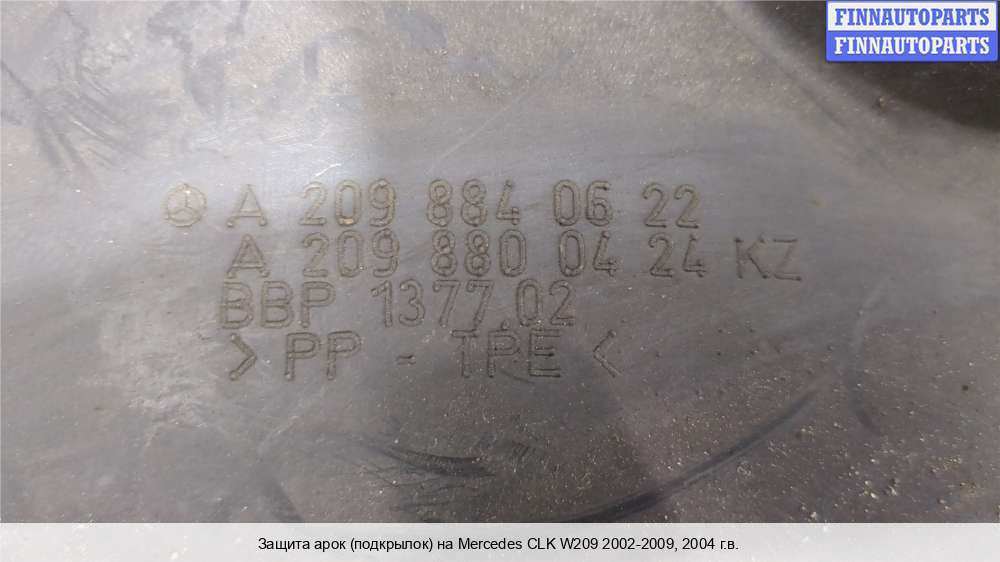 FINNAUTOPARTS
FINNAUTOPARTS
A 209 884 06 22
A 209 880 04 24 KZ
BBP 1377.02
> PP - TPE <
Защита арок (подкрылок) на Mercedes CLK W209 2002-2009, 2004 г.в.